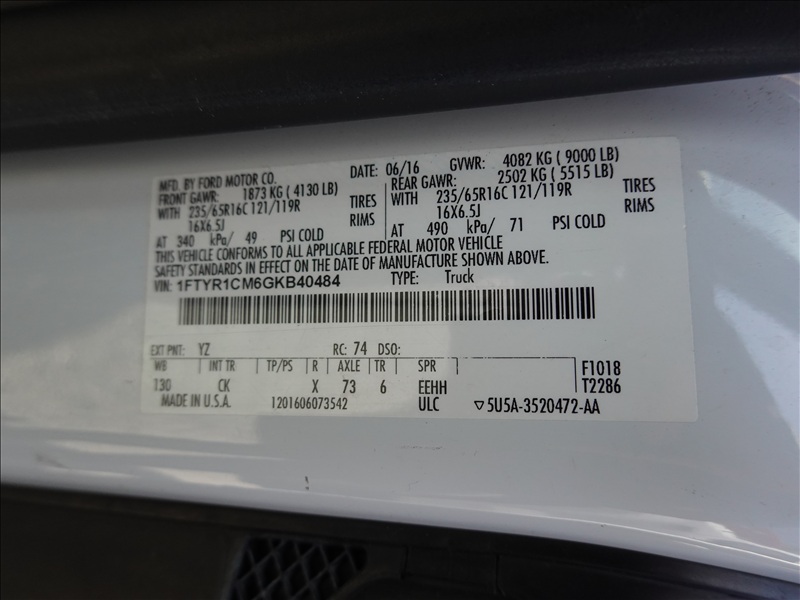 MFD. BY FORD MOTOR CO. DATE: 06/16 GVWR: 4082 KG (9000 LB)
FRONT GAWR: 1873 KG (4130 LB) REAR GAWR: 2502 KG (5515 LB)
WITH 235/65R16C 121/119R TIRES WITH 235/65R16C 121/119R TIRES
16X6.5J RIMS 16X6.5J RIMS
AT 340 kPa/ 49 PSI COLD AT 490 kPa/ 71 PSI COLD
THIS VEHICLE CONFORMS TO ALL APPLICABLE FEDERAL MOTOR VEHICLE
SAFETY STANDARDS IN EFFECT ON THE DATE OF MANUFACTURE SHOWN ABOVE.
VIN: 1FTYR1CM6GKB40484 TYPE: Truck
EXT PNT: YZ RC: 74 DSO:
WB INT TR TP/PS R AXLE TR SPR F1018
130 CK X 73 6 EEHH T2286
MADE IN U.S.A. 1201606073542 ULC ▽5U5A-3520472-AA